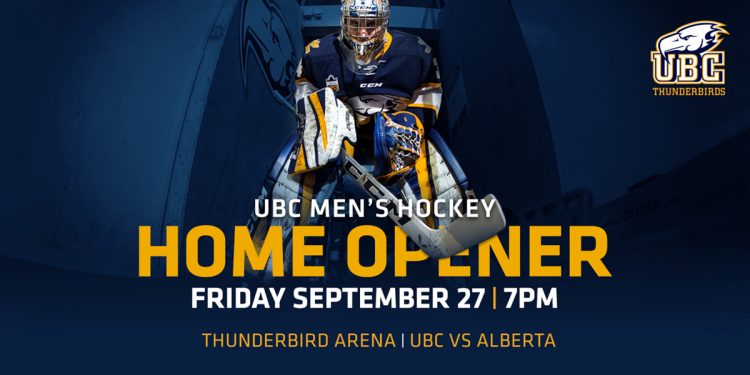 UBC
THUNDERBIRDS
CCM
UBC MEN'S HOCKEY
HOME OPENER
FRIDAY SEPTEMBER 27 | 7PM
THUNDERBIRD ARENA | UBC VS ALBERTA